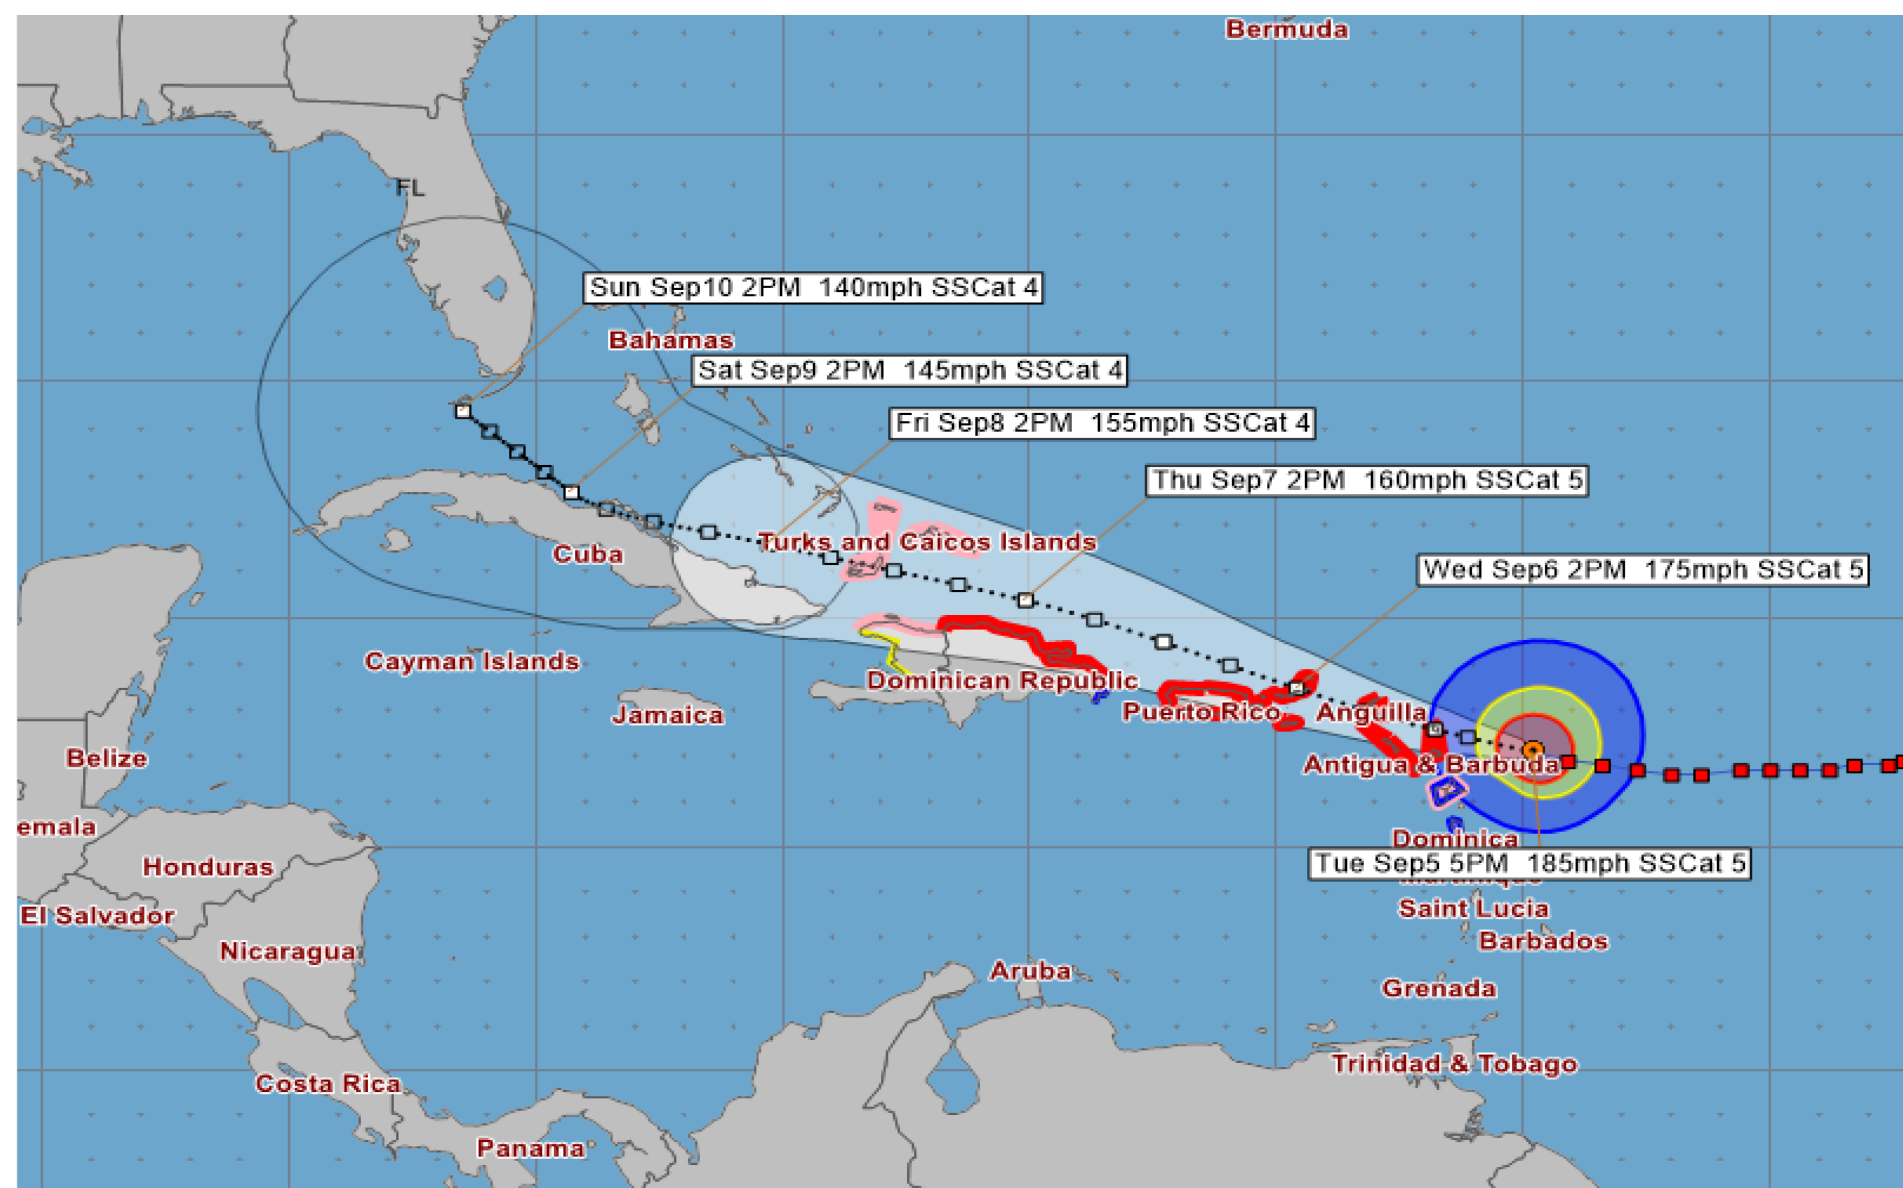 Bermuda
FL
Sun Sep10 2PM 140mph SSCat 4
Bahamas
Sat Sep9 2PM 145mph SSCat 4
Fri Sep8 2PM 155mph SSCat 4
Thu Sep7 2PM 160mph SSCat 5
Turks and Caicos Islands
Cuba
Wed Sep6 2PM 175mph SSCat 5
Cayman Islands
Dominican Republic
Jamaica
Puerto Rico
Anguilla
Belize
Antigua & Barbuda
emala
Dominica
Honduras
Tue Sep5 5PM 185mph SSCat 5
El Salvador
Saint Lucia
Nicaragua
Barbados
Aruba
Grenada
Trinidad & Tobago
Costa Rica
Panama